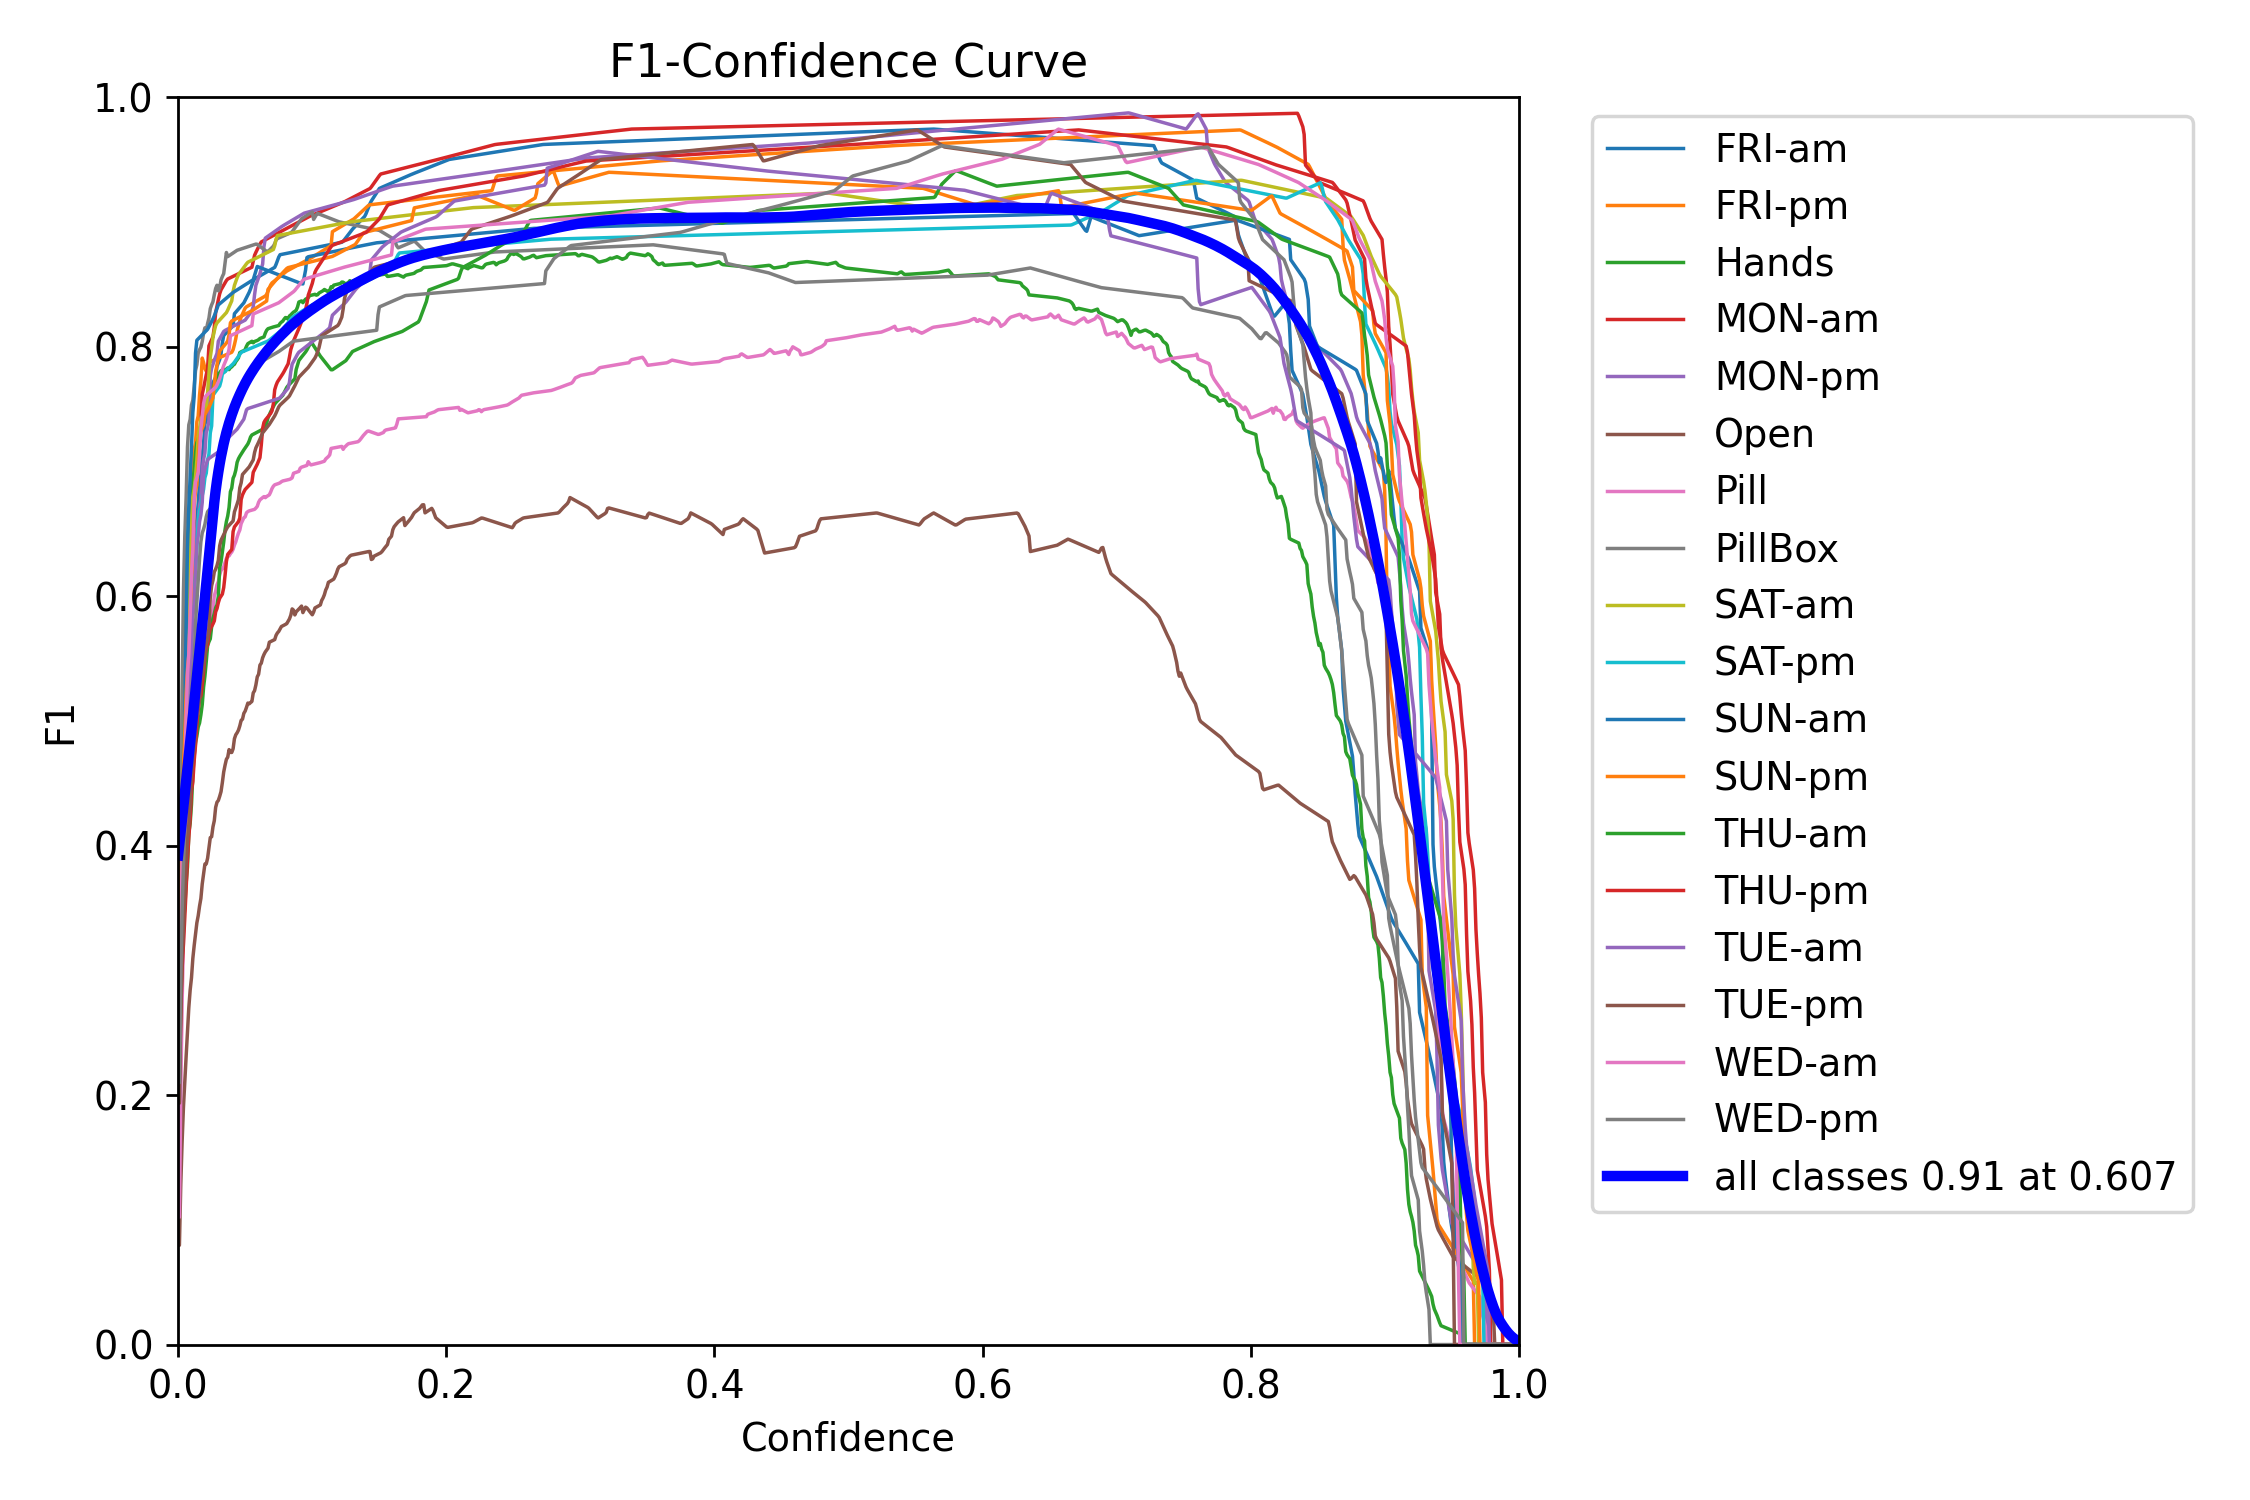 F1-Confidence Curve
1.0
0.8
0.6
0.4
0.2
0.0
F1
0.0 0.2 0.4 0.6 0.8 1.0
Confidence
FRI-am
FRI-pm
Hands
MON-am
MON-pm
Open
Pill
PillBox
SAT-am
SAT-pm
SUN-am
SUN-pm
THU-am
THU-pm
TUE-am
TUE-pm
WED-am
WED-pm
all classes 0.91 at 0.607